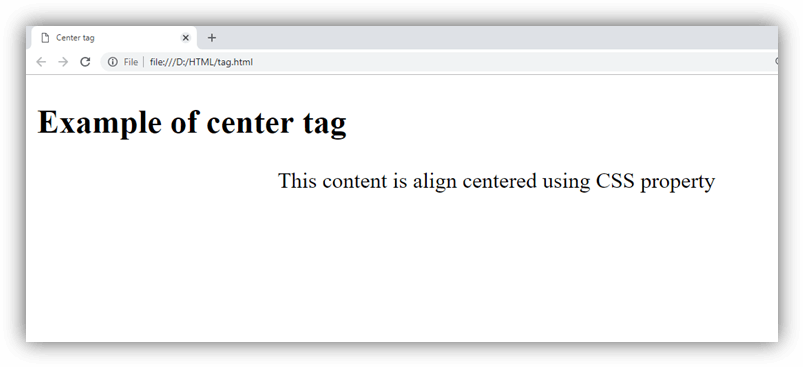 Center tag
File file:///D:/HTML/tag.html
Example of center tag
This content is align centered using CSS property